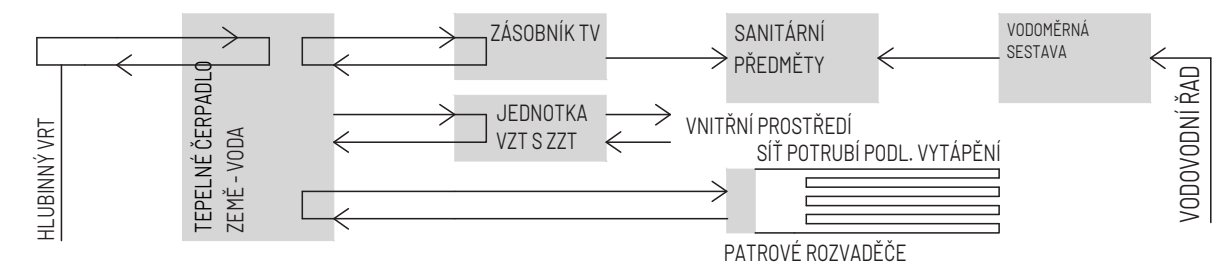 HLUBINNÝ VRT
TEPELNÉ ČERPADLO
ZEMĚ - VODA
ZÁSOBNÍK TV
JEDNOTKA
VZT S ZZT
SANITÁRNÍ
PŘEDMĚTY
VNITŘNÍ PROSTŘEDÍ
SÍŤ POTRUBÍ PODL. VYTÁPĚNÍ
PATROVÉ ROZVADĚČE
VODOMĚRNÁ
SESTAVA
VODOVODNÍ ŘAD